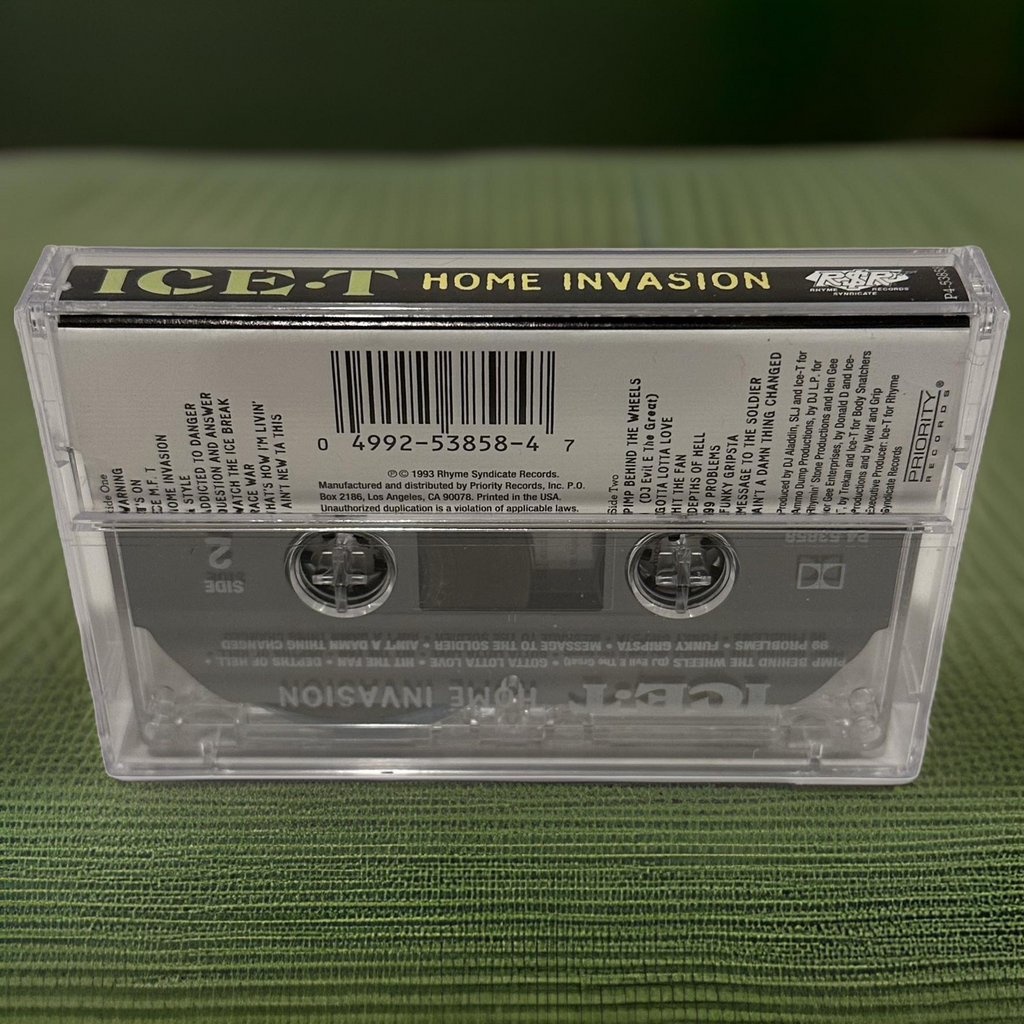 ICE·T HOME INVASION
RHYME SYNDICATE RECORDS
P4-53858
Side One
WARNING
HOME INVASION
STYLE
ADDICTED TO DANGER
QUESTION AND ANSWER
WATCH THE ICE BREAK
RACE WAR
THAT'S HOW I'M LIVIN'
AIN'T NEW TA THIS
0 4992-53858-4 7
℗© 1993 Rhyme Syndicate Records.
Manufactured and distributed by Priority Records, Inc. P.O.
Box 2186, Los Angeles, CA 90078. Printed in the USA.
Unauthorized duplication is a violation of applicable laws.
Side Two
PIMP BEHIND THE WHEELS
(DJ Evil E The Great)
GOTTA LOTTA LOVE
HIT THE FAN
DEPTHS OF HELL
99 PROBLEMS
FUNKY GRIPSTA
MESSAGE TO THE SOLDIER
AIN'T A DAMN THING CHANGED
Produced by DJ Aladdin, SLJ and Ice-T for
Ammo Dump Productions, by DJ L.P. for
Rhymin' Stone Productions and Hen Gee
for Gee Enterprises, by Donald D and Ice-
T, by Trekan and Ice-T for Body Snatchers
Productions and by Wolf and Grip
Executive Producer: Ice-T for Rhyme
Syndicate Records
PRIORITY®
RECORDS
ICE·T HOME INVASION
PIMP BEHIND THE WHEELS (DJ Evil E The Great) • GOTTA LOTTA LOVE • HIT THE FAN • DEPTHS OF HELL •
99 PROBLEMS • FUNKY GRIPSTA • MESSAGE TO THE SOLDIER • AIN'T A DAMN THING CHANGED
SIDE
2
P4-53858